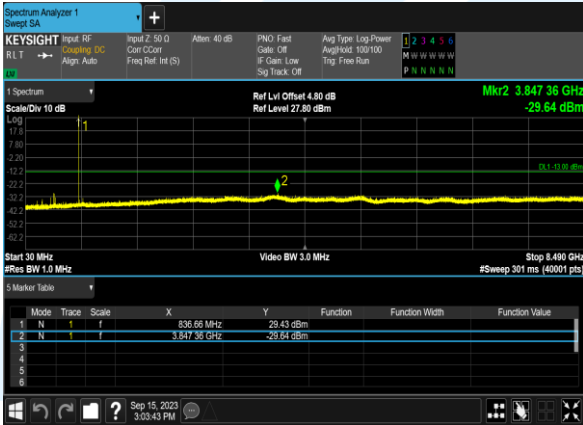 Spectrum Analyzer 1
Swept SA
KEYSIGHT Input: RF Input Z: 50 Ω Atten: 40 dB PNO: Fast Avg Type: Log-Power 1 2 3 4 5 6
R L T Coupling: DC Corr CCorr Gate: Off Avg|Hold: 100/100 M W W W W W
Align: Auto Freq Ref: Int (S) IF Gain: Low Trig: Free Run
Sig Track: Off P N N N N N
LV
1 Spectrum Ref Lvl Offset 4.80 dB Mkr2 3.847 36 GHz
Scale/Div 10 dB Ref Level 27.80 dBm -29.64 dBm
Log
17.8
7.80
-2.20
-12.2
-22.2
-32.2
-42.2
-52.2
-62.2
1
DL1 -13.00 dBm
2
Start 30 MHz Video BW 3.0 MHz Stop 8.490 GHz
#Res BW 1.0 MHz #Sweep 301 ms (40001 pts)
5 Marker Table
Mode Trace Scale X Y Function Function Width Function Value
1 N 1 f 836.66 MHz 29.43 dBm
2 N 1 f 3.847 36 GHz -29.64 dBm
3
4
5
6
? Sep 15, 2023
3:03:43 PM